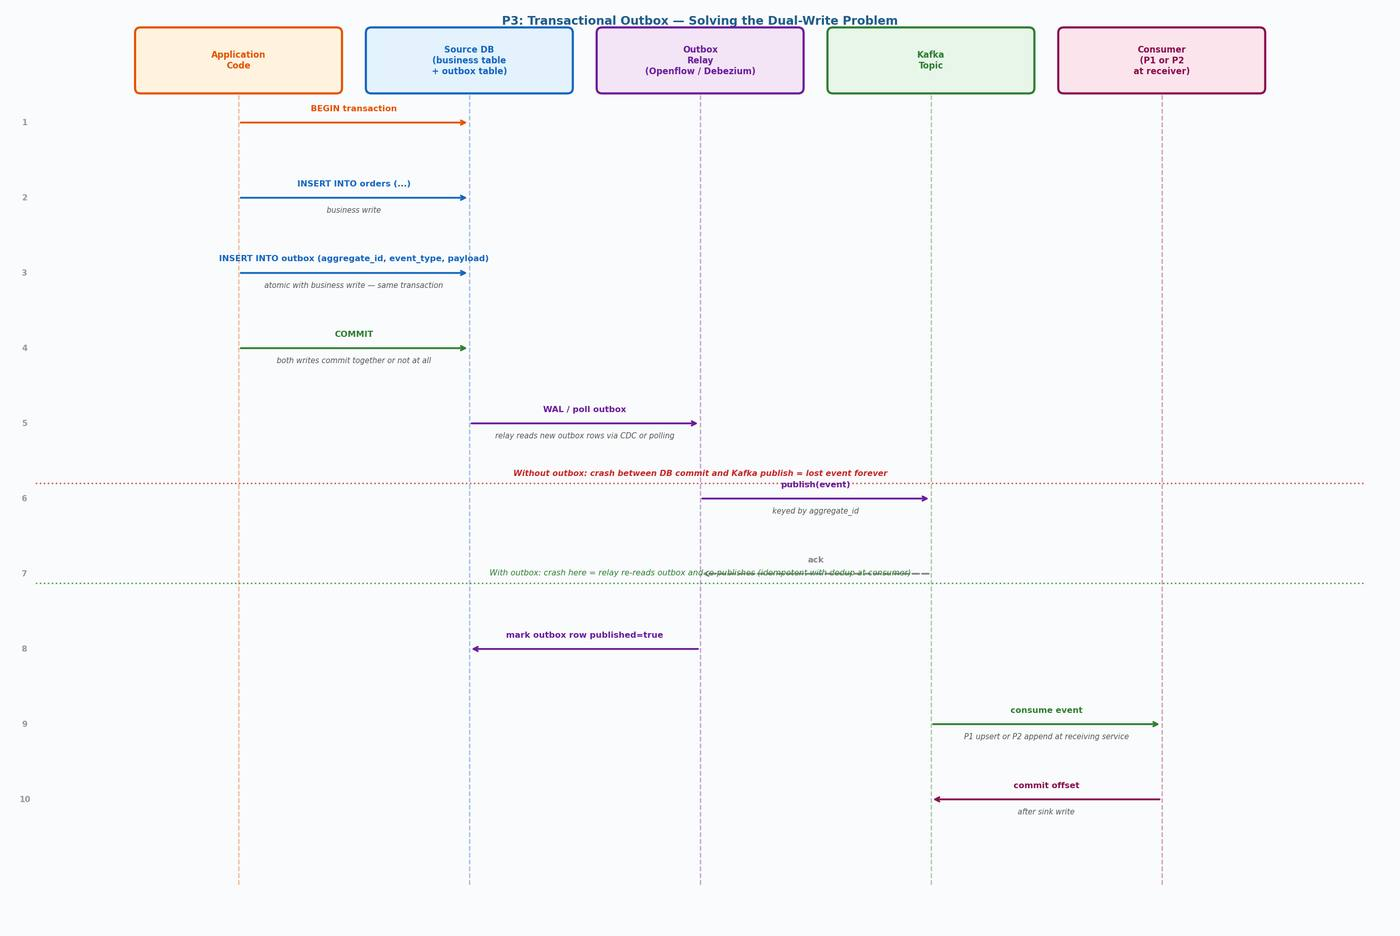 P3: Transactional Outbox — Solving the Dual-Write Problem
Application
Code
Source DB
(business table
+ outbox table)
Outbox
Relay
(Openflow / Debezium)
Kafka
Topic
Consumer
(P1 or P2
at receiver)
BEGIN transaction
1
INSERT INTO orders (...)
2
business write
INSERT INTO outbox (aggregate_id, event_type, payload)
3
atomic with business write — same transaction
COMMIT
4
both writes commit together or not at all
WAL / poll outbox
5
relay reads new outbox rows via CDC or polling
Without outbox: crash between DB commit and Kafka publish = lost event forever
publish(event)
6
keyed by aggregate_id
ack
7
With outbox: crash here = relay re-reads outbox and re-publishes (idempotent with dedup at consumer)
mark outbox row published=true
8
consume event
9
P1 upsert or P2 append at receiving service
commit offset
10
after sink write